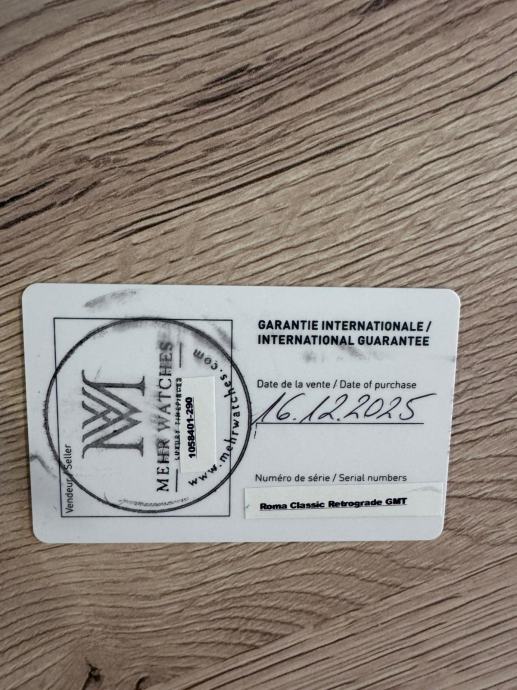 GARANTIE INTERNATIONALE /
INTERNATIONAL GUARANTEE
Date de la vente / Date of purchase
16.12.2025
Numéro de série / Serial numbers
Roma Classic Retrograde GMT
Vendeur / Seller
MEHR WATCHES
LUXURY TIMEPIECES
1058401-290
www.mehrwatches.com